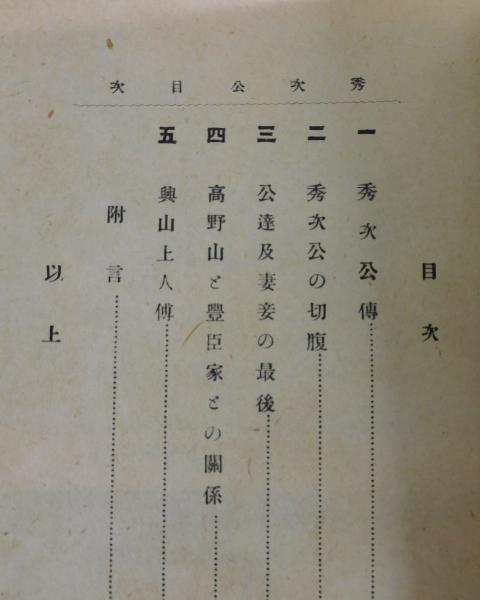 秀次公目次
目次
一 秀次公傳
二 秀次公の切腹
三 公達及妻妾の最後
四 高野山と豐臣家との關係
五 興山上人傳
附言
以上